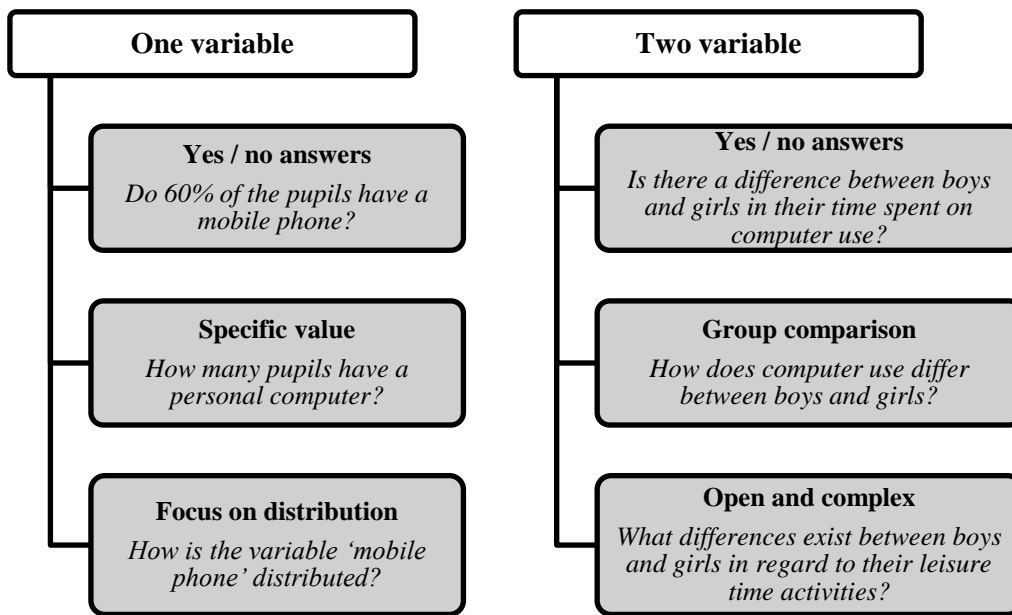 One variable
Yes / no answers
Do 60% of the pupils have a
mobile phone?
Specific value
How many pupils have a
personal computer?
Focus on distribution
How is the variable ‘mobile
phone’ distributed?
Two variable
Yes / no answers
Is there a difference between boys
and girls in their time spent on
computer use?
Group comparison
How does computer use differ
between boys and girls?
Open and complex
What differences exist between boys
and girls in regard to their leisure
time activities?